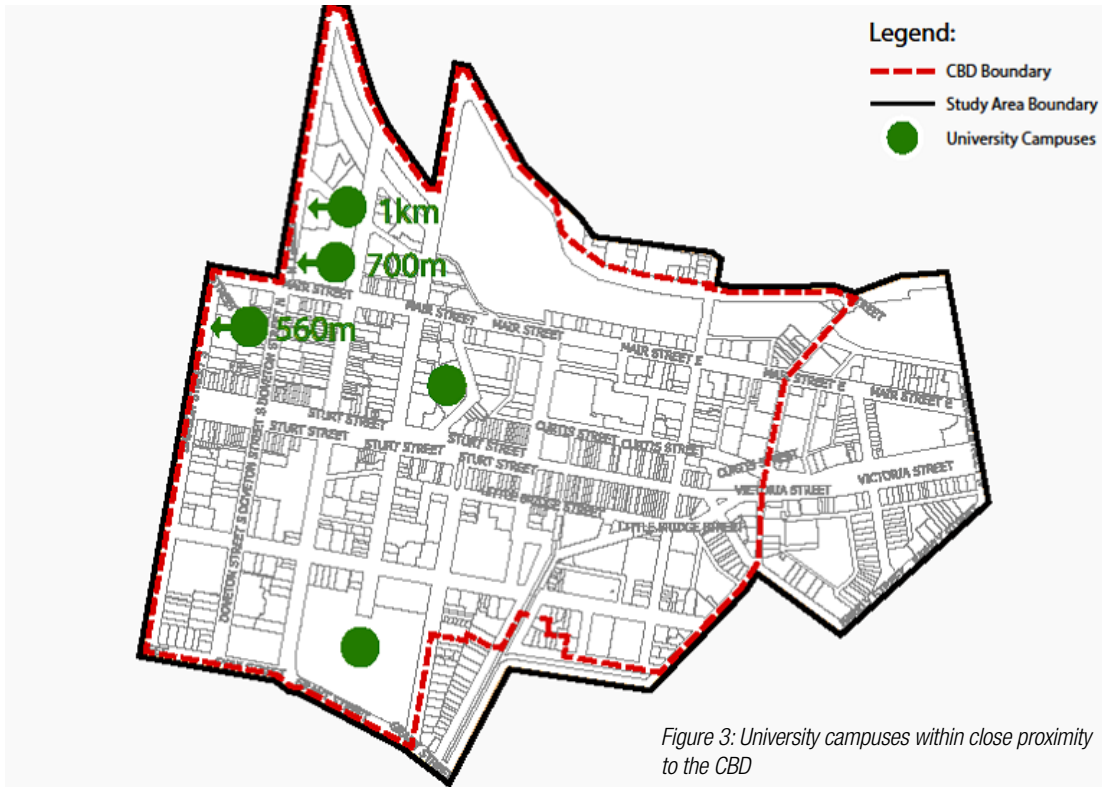 Legend:
CBD Boundary
Study Area Boundary
University Campuses
1km
700m
560m
MAIR STREET
MAIR STREET
MAIR STREET
MAIR STREET E
MAIR STREET E
MAIR STREET E
STREET
STURT STREET
STURT STREET
STURT STREET
STURT STREET
STURT STREET
CURTIS STREET
CURTIS STREET
CURTIS STREET
VICTORIA STREET
VICTORIA STREET
LITTLE BRIDGE STREET
LITTLE BRIDGE STREET
DOVETON STREET S
DOVETON STREET S
DOVETON STREET N
GRANT STREET
Figure 3: University campuses within close proximity
to the CBD